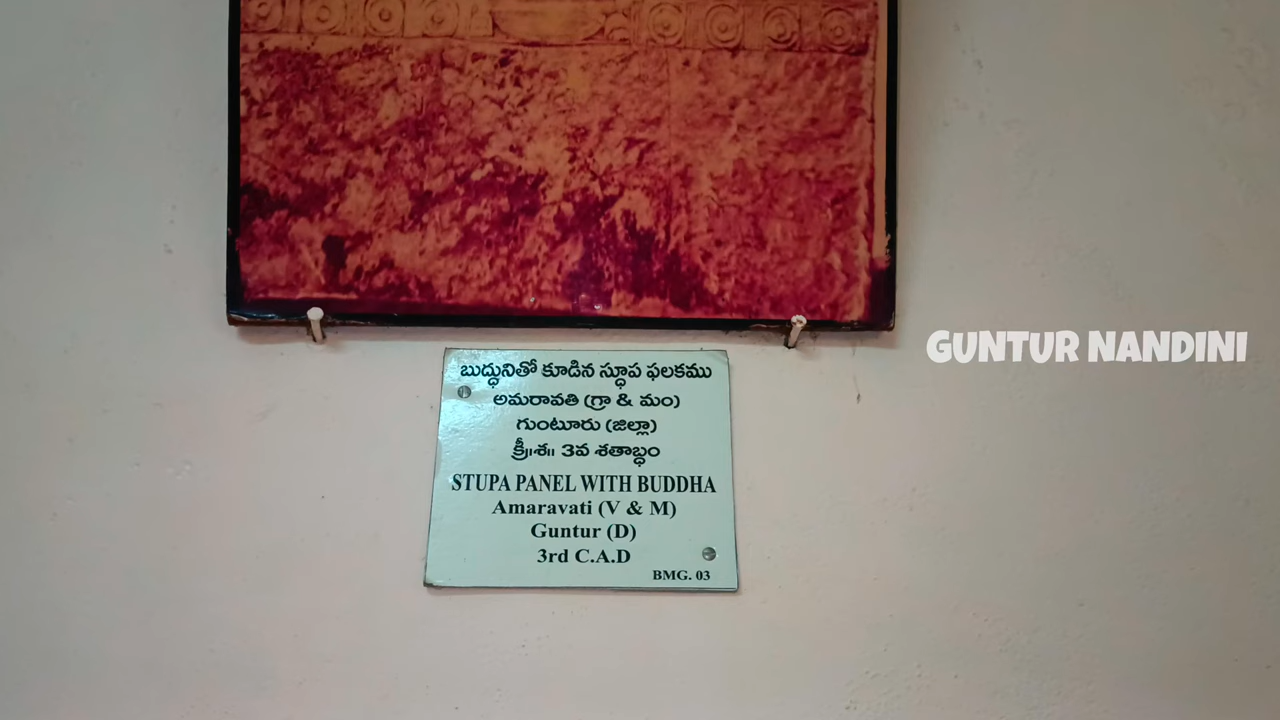 GUNTUR NANDINI
బుద్ధునితో కూడిన స్థూప ఫలకము
అమరావతి (గ్రా & మం)
గుంటూరు (జిల్లా)
క్రీ॥శ॥ 3వ శతాబ్ధం
STUPA PANEL WITH BUDDHA
Amaravati (V & M)
Guntur (D)
3rd C.A.D
BMG. 03